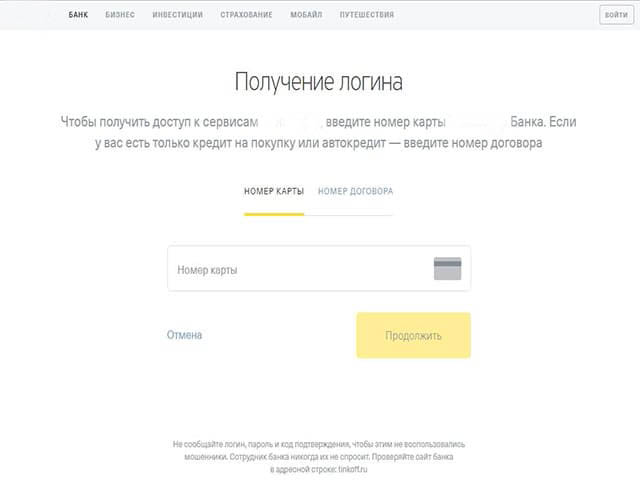 БАНК БИЗНЕС ИНВЕСТИЦИИ СТРАХОВАНИЕ МОБАЙЛ ПУТЕШЕСТВИЯ ВОЙТИ
Получение логина
Чтобы получить доступ к сервисам , введите номер карты Банка. Если
у вас есть только кредит на покупку или автокредит — введите номер договора
НОМЕР КАРТЫ НОМЕР ДОГОВОРА
Номер карты
Отмена Продолжить
Не сообщайте логин, пароль и код подтверждения, чтобы этим не воспользовались
мошенники. Сотрудник банка никогда их не спросит. Проверяйте сайт банка
в адресной строке: tinkoff.ru